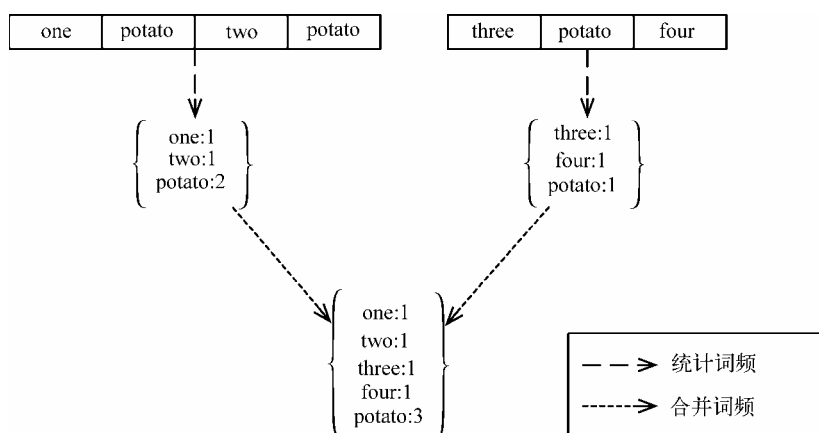 one potato two potato
three potato four
one:1
two:1
potato:2
three:1
four:1
potato:1
one:1
two:1
three:1
four:1
potato:3
统计词频
合并词频